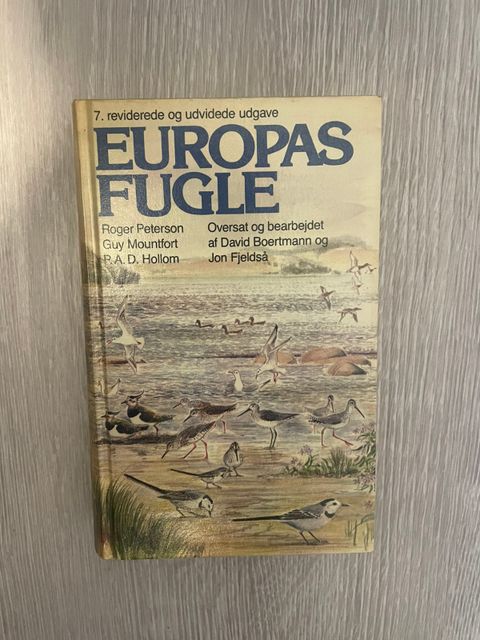 7. reviderede og udvidede udgave
EUROPAS
FUGLE
Roger Peterson
Guy Mountfort
P. A. D. Hollom
Oversat og bearbejdet
af David Boertmann og
Jon Fjeldså